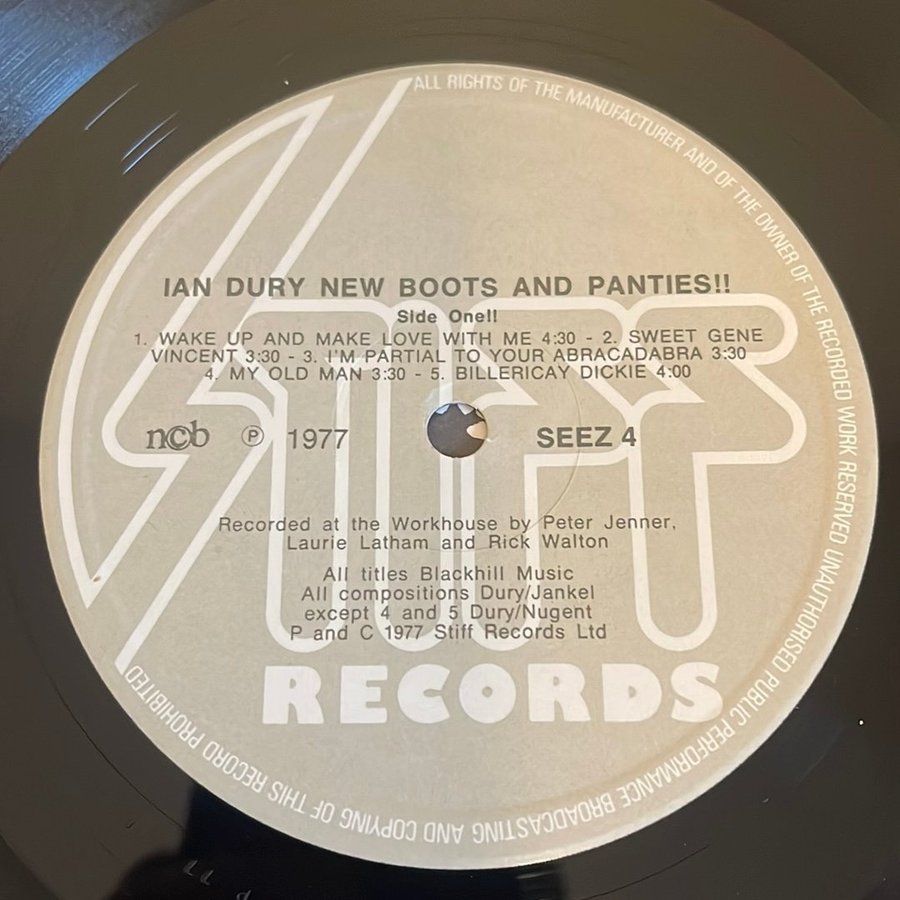 ALL RIGHTS OF THE MANUFACTURER AND OF THE OWNER OF THE RECORDED WORK RESERVED UNAUTHORISED PUBLIC PERFORMANCE BROADCASTING AND COPYING OF THIS RECORD PROHIBITED
IAN DURY NEW BOOTS AND PANTIES!!
Side One!!
1. WAKE UP AND MAKE LOVE WITH ME 4:30 - 2. SWEET GENE
VINCENT 3:30 - 3. I'M PARTIAL TO YOUR ABRACADABRA 3:30
4. MY OLD MAN 3:30 - 5. BILLERICAY DICKIE 4:00
ncb ℗ 1977 SEEZ 4
STIFF
Recorded at the Workhouse by Peter Jenner,
Laurie Latham and Rick Walton
All titles Blackhill Music
All compositions Dury/Jankel
except 4 and 5 Dury/Nugent
P and C 1977 Stiff Records Ltd
RECORDS